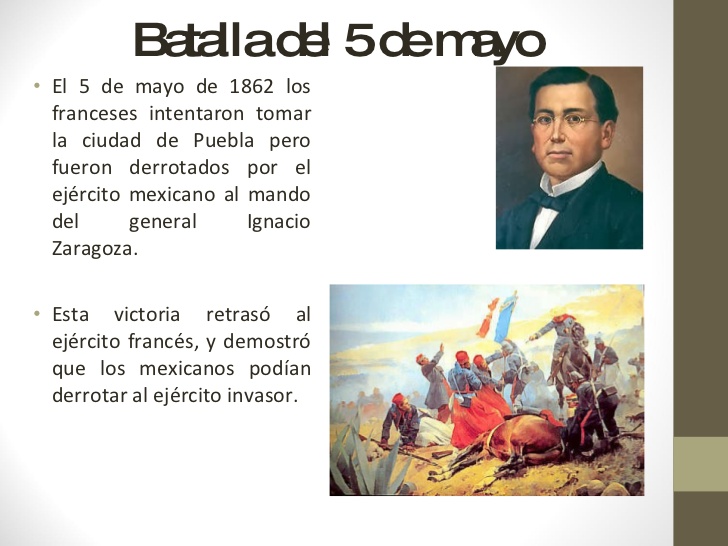 Batalla del 5 de mayo
• El 5 de mayo de 1862 los
franceses intentaron tomar
la ciudad de Puebla pero
fueron derrotados por el
ejército mexicano al mando
del general Ignacio
Zaragoza.
• Esta victoria retrasó al
ejército francés, y demostró
que los mexicanos podían
derrotar al ejército invasor.